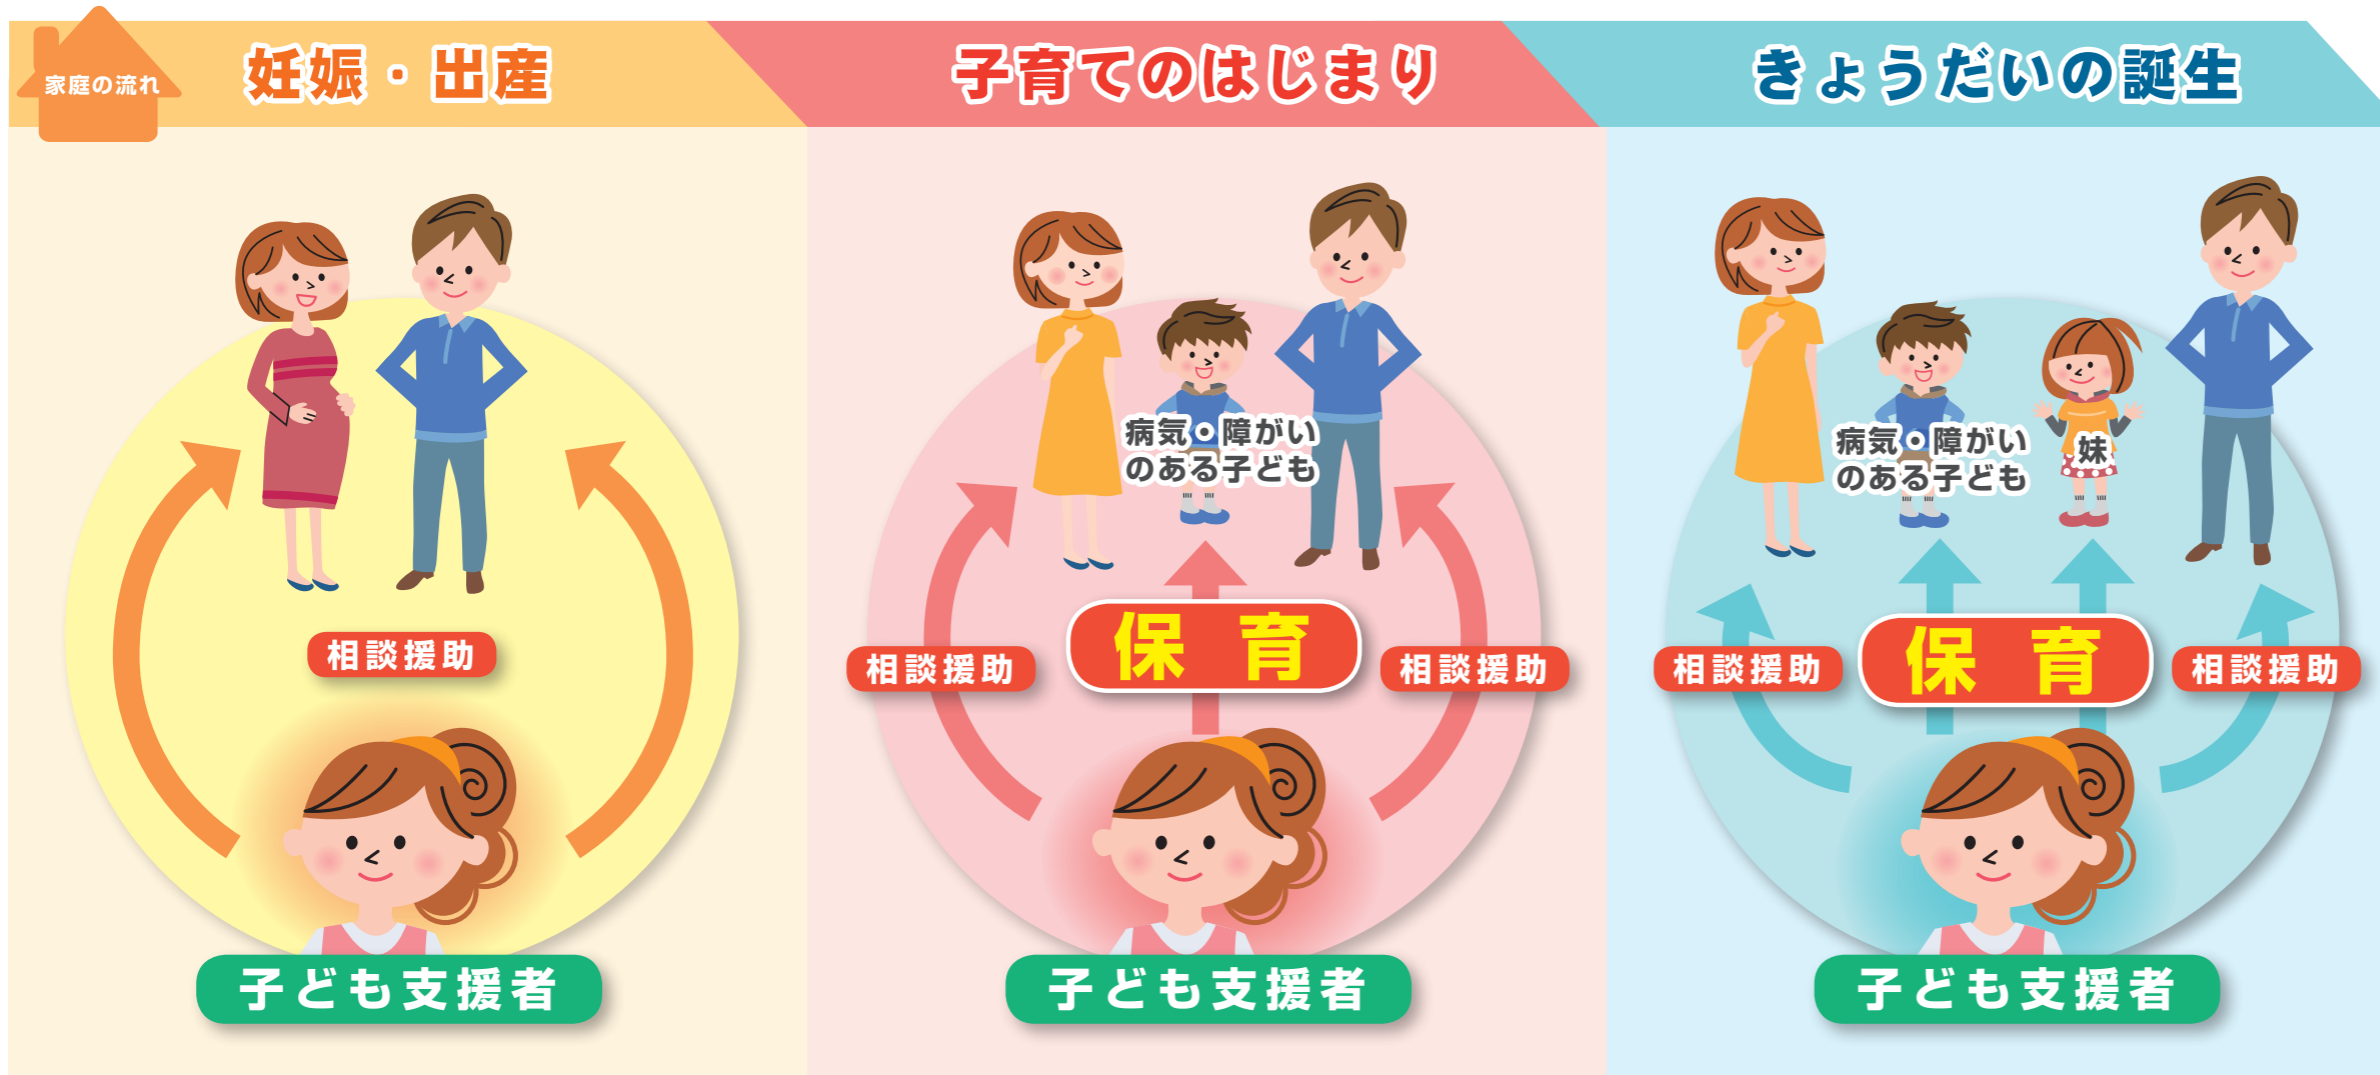 家庭の流れ
妊娠・出産
子育てのはじまり
きょうだいの誕生
相談援助
子ども支援者
病気・障がい
のある子ども
相談援助
保育
相談援助
子ども支援者
病気・障がい
のある子ども
妹
相談援助
保育
相談援助
子ども支援者